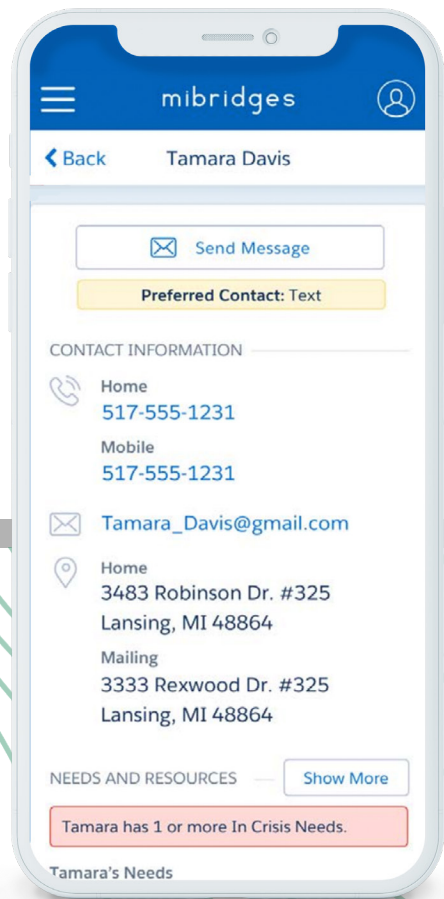 mibridges
Back
Tamara Davis
Send Message
Preferred Contact: Text
CONTACT INFORMATION
Home
517-555-1231
Mobile
517-555-1231
Tamara_Davis@gmail.com
Home
3483 Robinson Dr. #325
Lansing, MI 48864
Mailing
3333 Rexwood Dr. #325
Lansing, MI 48864
NEEDS AND RESOURCES
Show More
Tamara has 1 or more In Crisis Needs.
Tamara's Needs